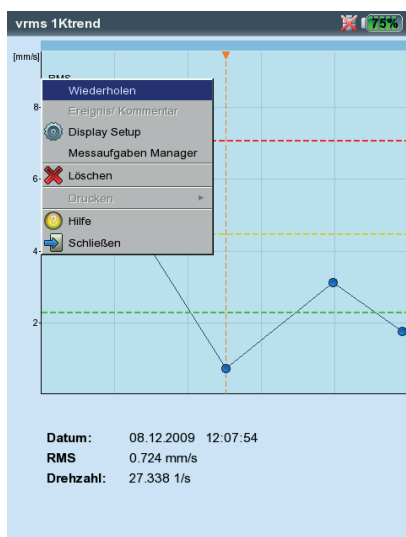 vrms 1Ktrend 75%
[mm/s]
RMS
Wiederholen
8-
Ereignis/ Kommentar
Display Setup
Messaufgaben Manager
6-
Löschen
Drucken
Hilfe
4-
Schließen
2-
Datum: 08.12.2009 12:07:54
RMS 0.724 mm/s
Drehzahl: 27.338 1/s